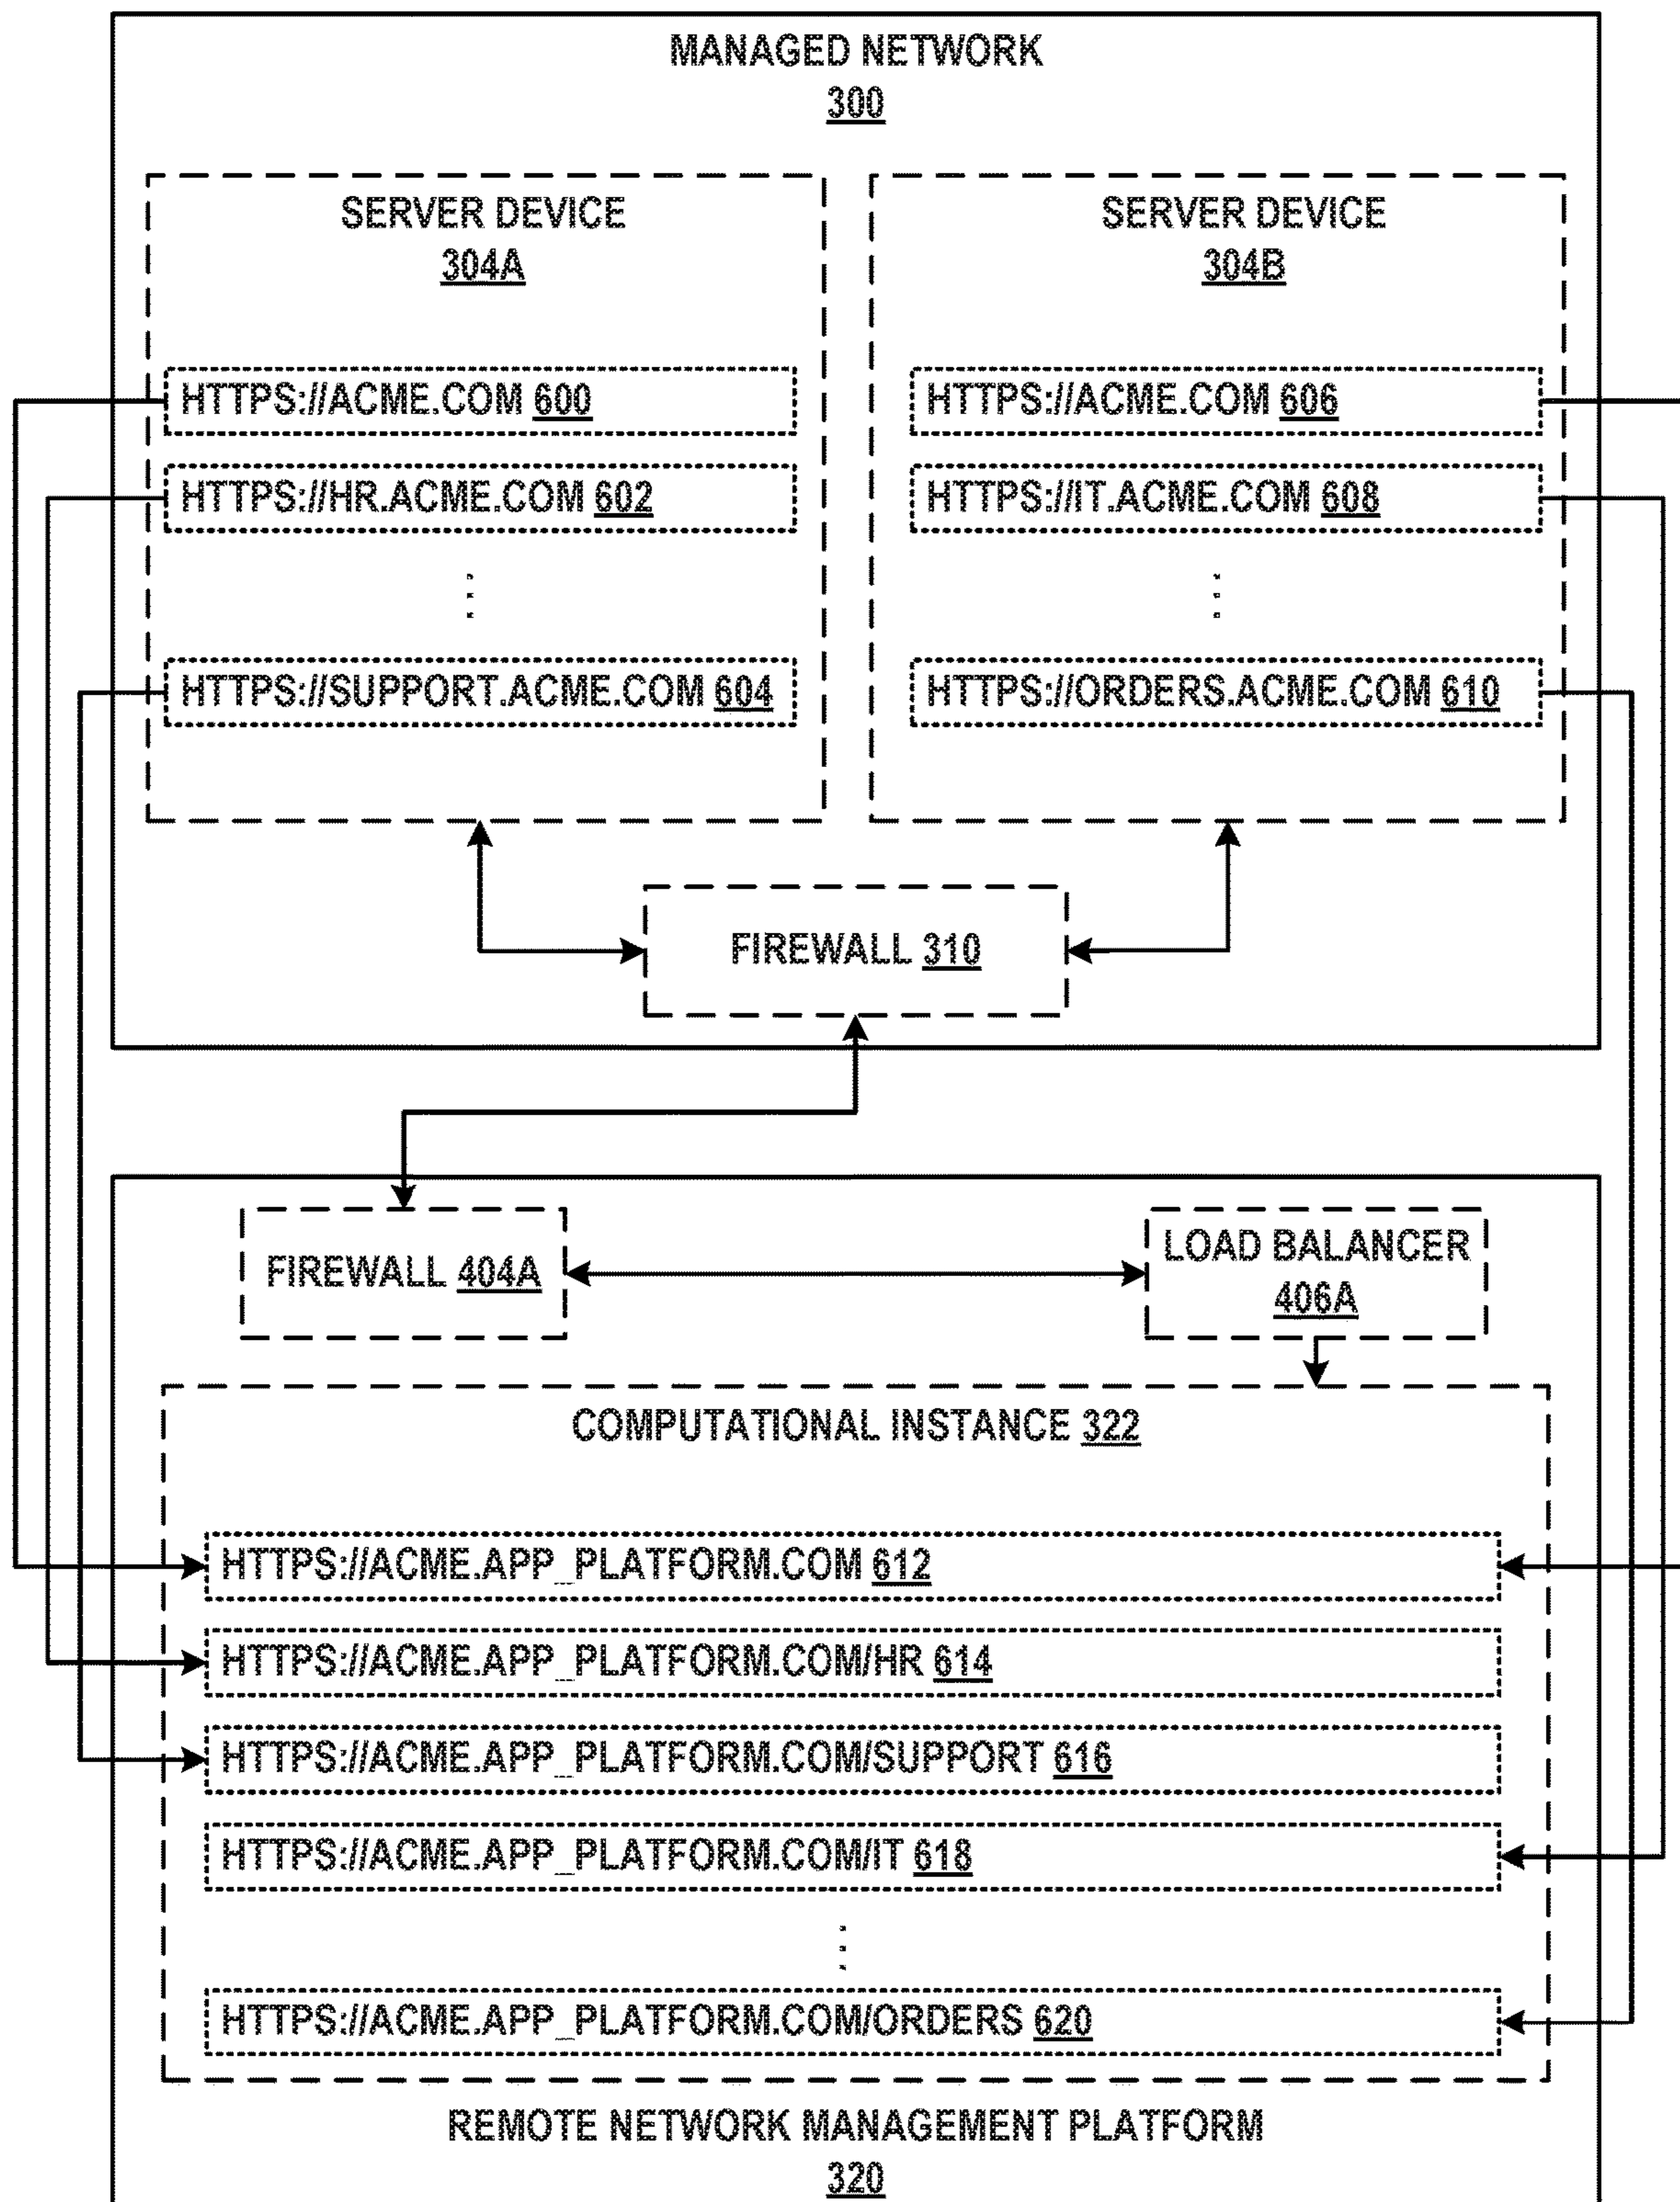 MANAGED NETWORK
300
SERVER DEVICE
304A
HTTPS://ACME.COM 600
HTTPS://HR.ACME.COM 602
HTTPS://SUPPORT.ACME.COM 604
SERVER DEVICE
304B
HTTPS://ACME.COM 606
HTTPS://IT.ACME.COM 608
HTTPS://ORDERS.ACME.COM 610
FIREWALL 310
FIREWALL 404A
LOAD BALANCER
406A
COMPUTATIONAL INSTANCE 322
HTTPS://ACME.APP_PLATFORM.COM 612
HTTPS://ACME.APP_PLATFORM.COM/HR 614
HTTPS://ACME.APP_PLATFORM.COM/SUPPORT 616
HTTPS://ACME.APP_PLATFORM.COM/IT 618
HTTPS://ACME.APP_PLATFORM.COM/ORDERS 620
REMOTE NETWORK MANAGEMENT PLATFORM
320